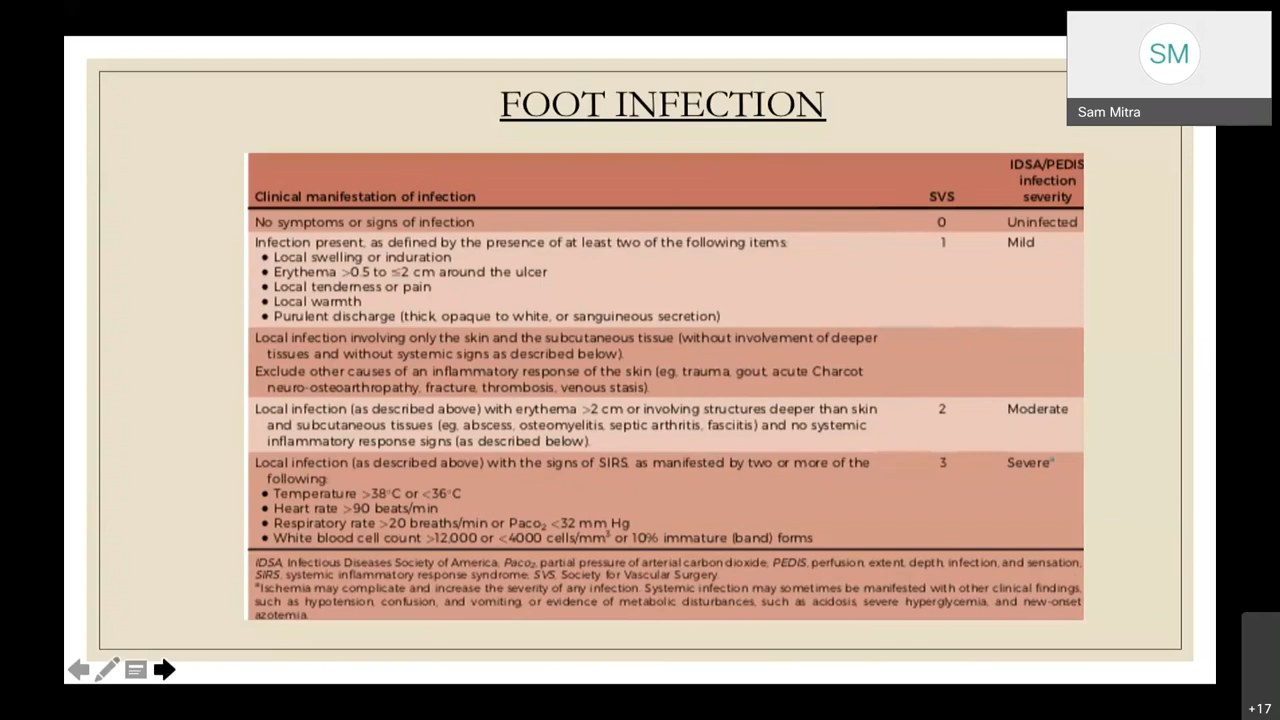 SM
Sam Mitra
FOOT INFECTION
Clinical manifestation of infection SVS IDSA/PEDIS infection severity
No symptoms or signs of infection 0 Uninfected
Infection present, as defined by the presence of at least two of the following items: 1 Mild
• Local swelling or induration
• Erythema >0.5 to ≤2 cm around the ulcer
• Local tenderness or pain
• Local warmth
• Purulent discharge (thick, opaque to white, or sanguineous secretion)
Local infection involving only the skin and the subcutaneous tissue (without involvement of deeper
tissues and without systemic signs as described below).
Exclude other causes of an inflammatory response of the skin (eg, trauma, gout, acute Charcot
neuro-osteoarthropathy, fracture, thrombosis, venous stasis).
Local infection (as described above) with erythema >2 cm or involving structures deeper than skin 2 Moderate
and subcutaneous tissues (eg, abscess, osteomyelitis, septic arthritis, fasciitis) and no systemic
inflammatory response signs (as described below).
Local infection (as described above) with the signs of SIRS, as manifested by two or more of the 3 Severeª
following:
• Temperature >38°C or <36°C
• Heart rate >90 beats/min
• Respiratory rate >20 breaths/min or Paco₂ <32 mm Hg
• White blood cell count >12,000 or <4000 cells/mm³ or 10% immature (band) forms
IDSA, Infectious Diseases Society of America; Paco₂, partial pressure of arterial carbon dioxide; PEDIS, perfusion, extent, depth, infection, and sensation;
SIRS, systemic inflammatory response syndrome; SVS, Society for Vascular Surgery.
ªIschemia may complicate and increase the severity of any infection. Systemic infection may sometimes be manifested with other clinical findings,
such as hypotension, confusion, and vomiting, or evidence of metabolic disturbances, such as acidosis, severe hyperglycemia, and new-onset
azotemia.
+17